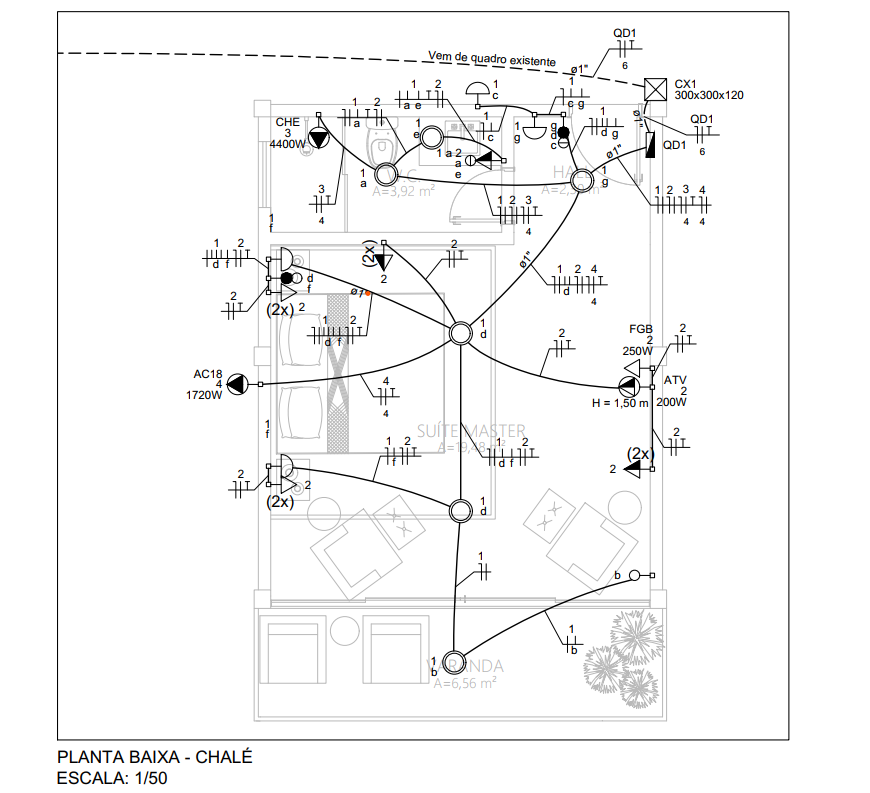 QD1
6
Vem de quadro existente
ø1"
CX1
300x300x120
1 2
a e
1
c
1
c g
1 2
a
CHE
3
4400W
1
e
1
c
1
g
g
d
c
1
d g
ø1"
QD1
6
QD1
1 a 2
a
e
ø1"
1
a
W.C.
A=3,92 m²
HALL
1
g
3
4
1 2 3
4
1 2 3 4
4 4
1
f
1 2
d f
(2x)
2
2
ø1"
d
f
2
(2x)
2
ø1"
1 2 4
d
4
1 2
d f
1
d
2
FGB
2
250W
2
AC18
4
1720W
4
4
H = 1,50 m
ATV
2
200W
1
f
SUÍTE MASTER
A=19,48 m²
1 2
f
1 2
d f
2
(2x)
2
2
2
(2x)
1
d
1
b
1
b
1
b
VARANDA
A=6,56 m²
PLANTA BAIXA - CHALÉ
ESCALA: 1/50